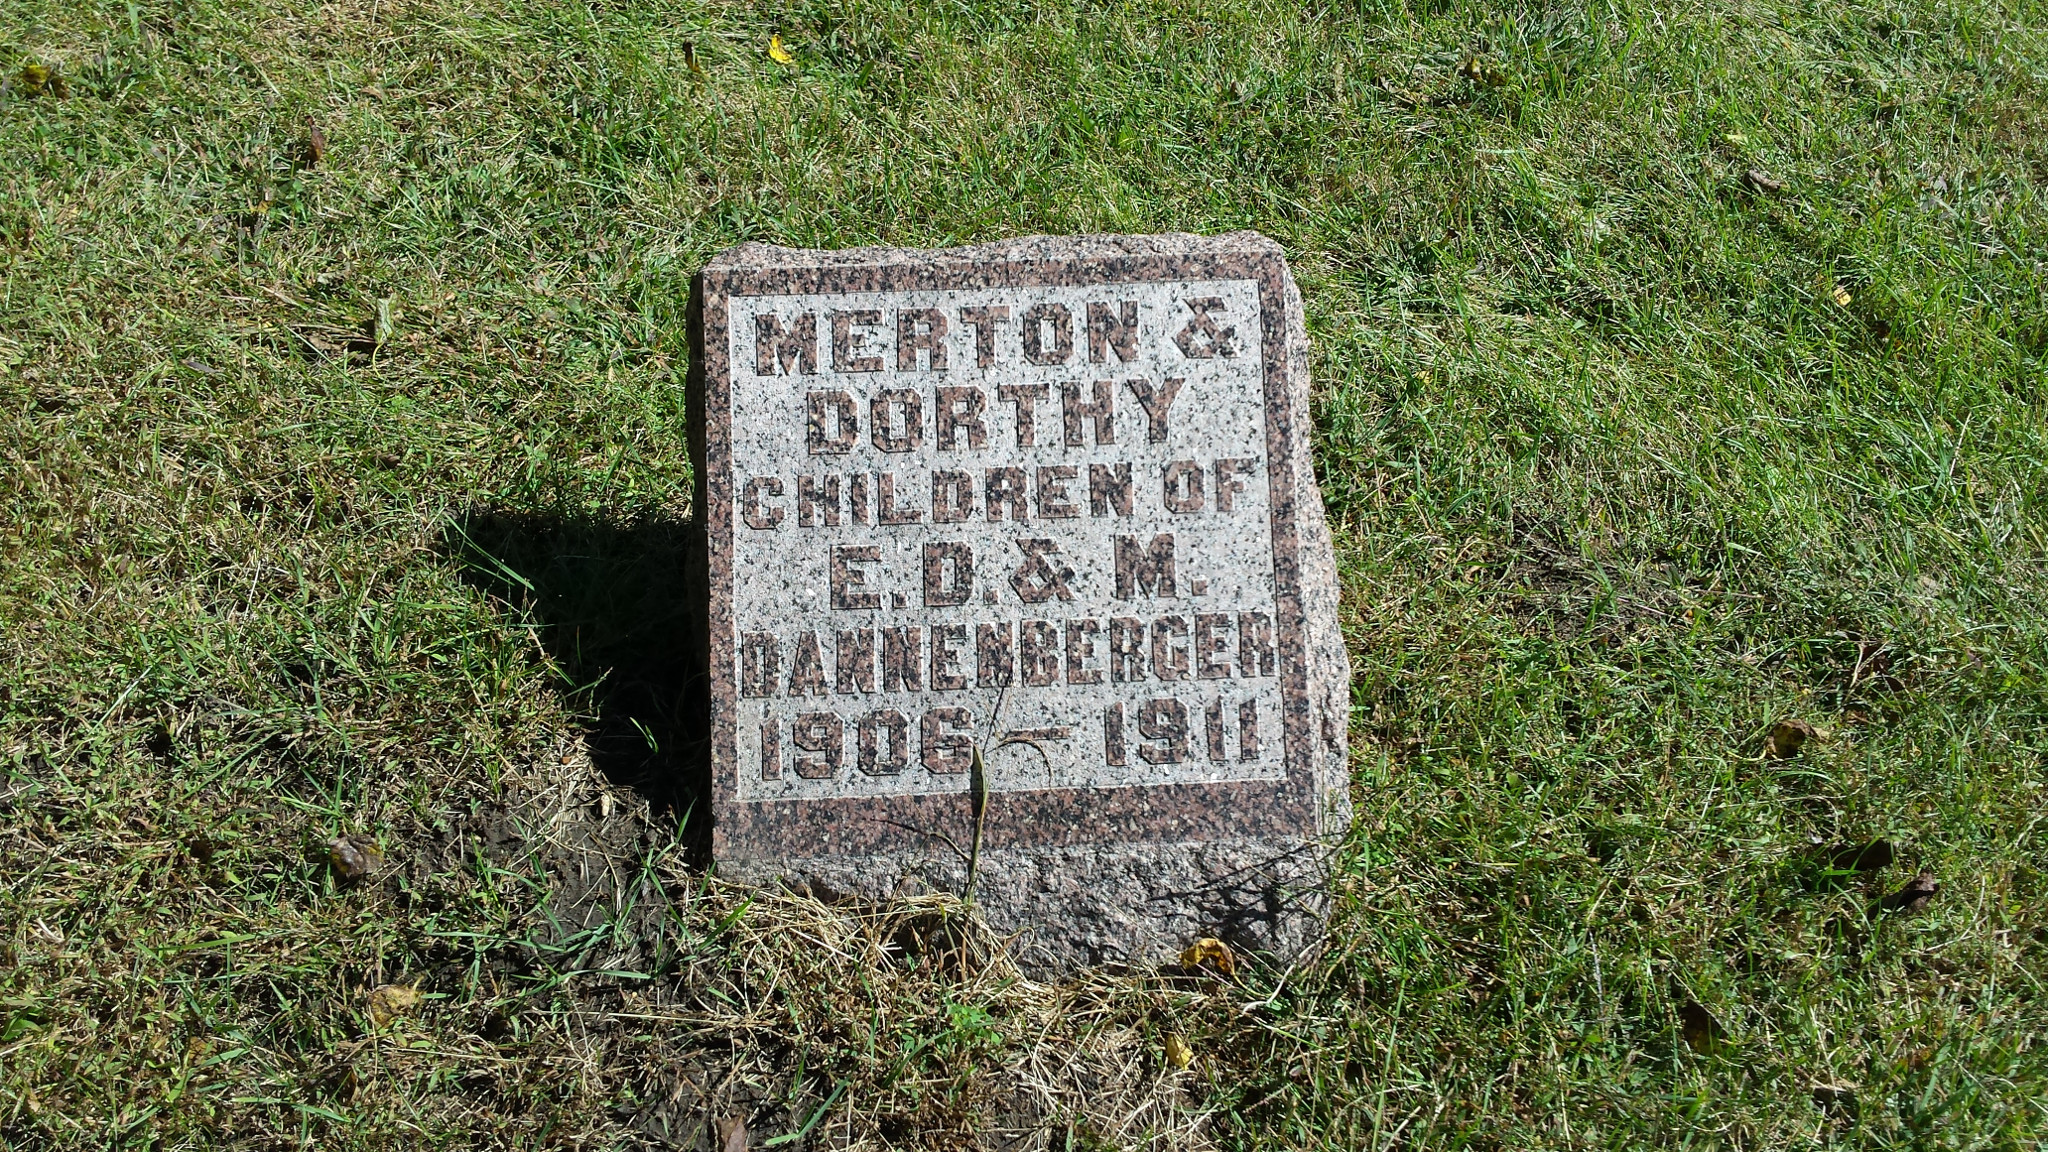 MERTON &
DORTHY
CHILDREN OF
E. D. & M.
DANNENBERGER
1906 — 1911